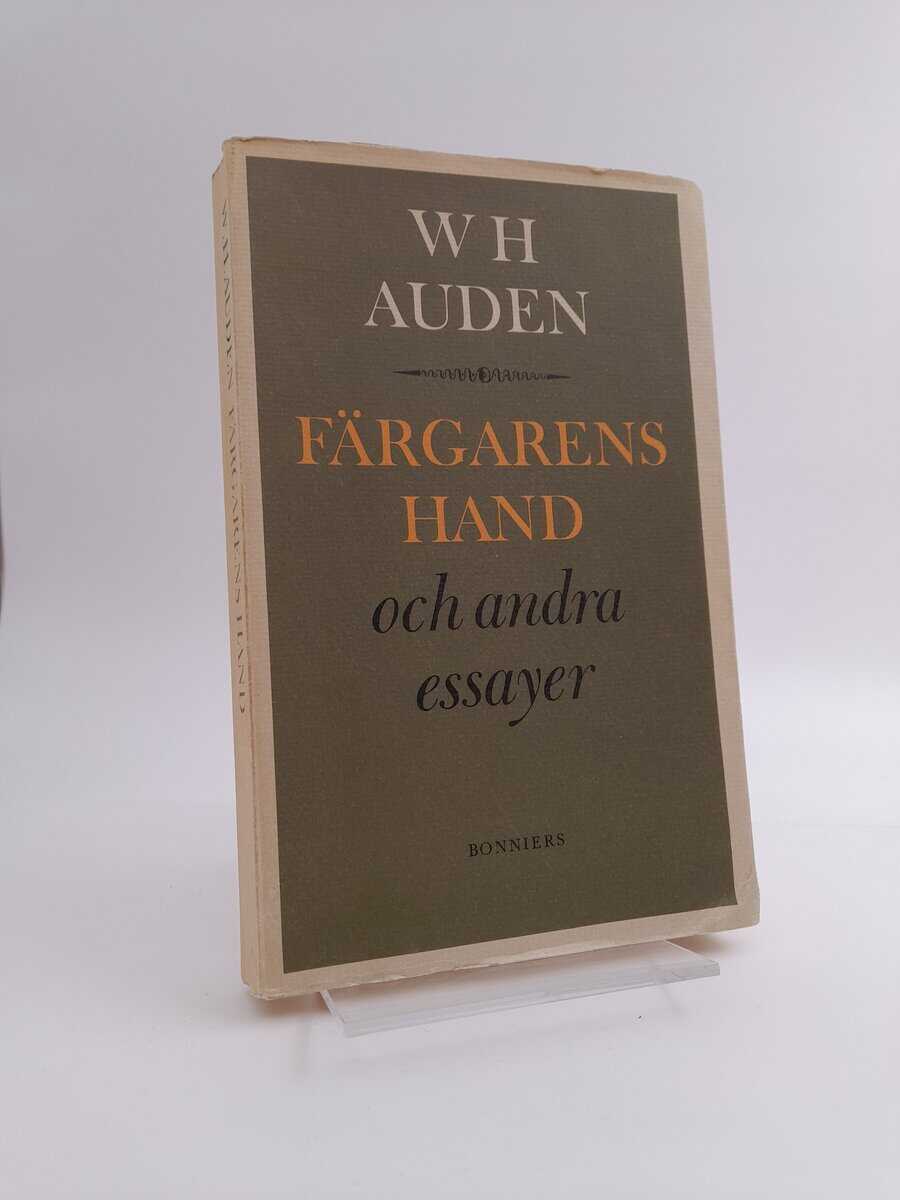 W H
AUDEN
FÄRGARENS
HAND
och andra
essayer
BONNIERS
W H AUDEN FÄRGARENS HAND